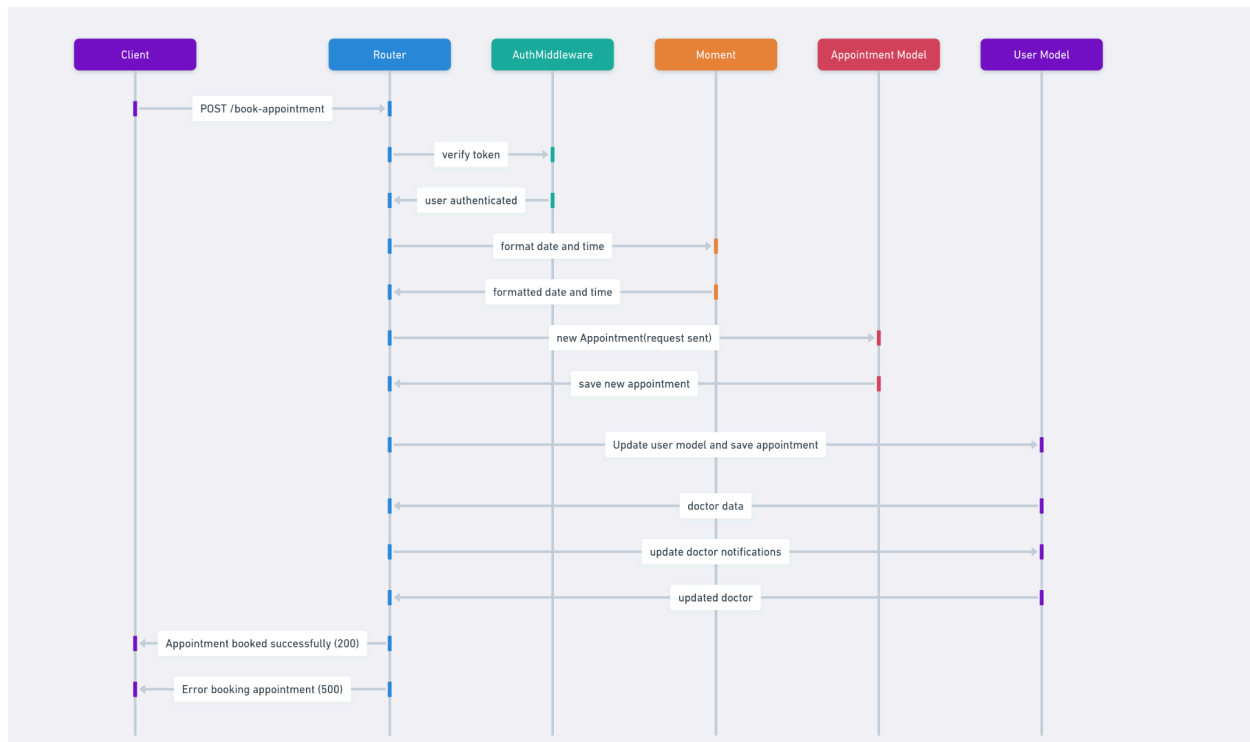 Client
Router
AuthMiddleware
Moment
Appointment Model
User Model
POST /book-appointment
verify token
user authenticated
format date and time
formatted date and time
new Appointment(request sent)
save new appointment
Update user model and save appointment
doctor data
update doctor notifications
updated doctor
Appointment booked successfully (200)
Error booking appointment (500)